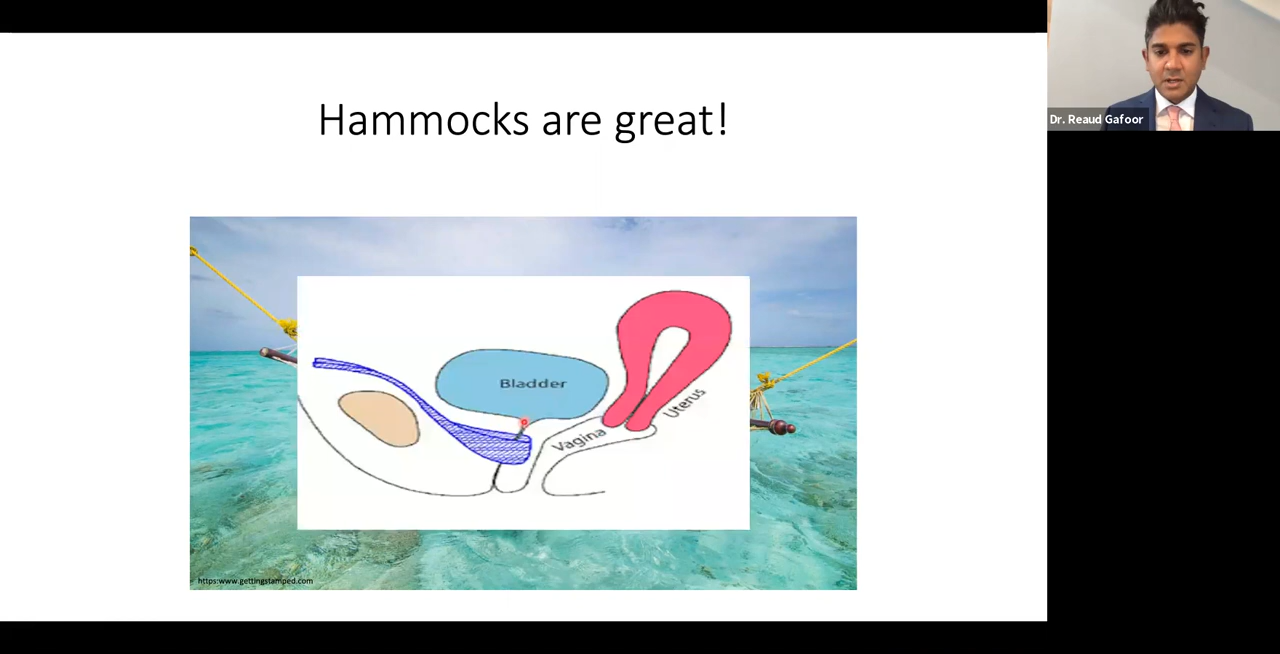 Hammocks are great!
Dr. Reaud Gafoor
Bladder
Vagina
Uterus
https:www.gettingstamped.com